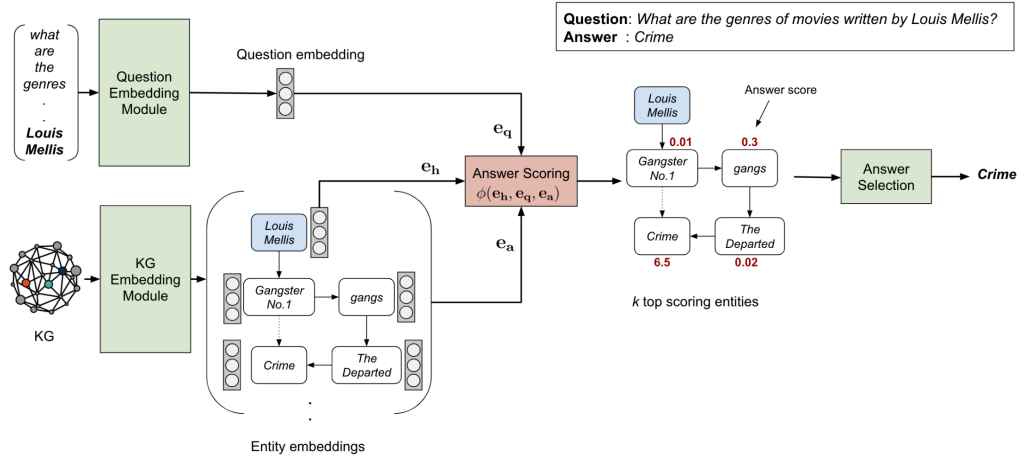 Question: What are the genres of movies written by Louis Mellis?
Answer : Crime
what
are
the
genres
.
.
Louis
Mellis
Question
Embedding
Module
Question embedding
e_q
KG
KG
Embedding
Module
Louis
Mellis
Gangster
No.1
gangs
Crime
The
Departed
.
.
Entity embeddings
e_h
e_a
Answer Scoring
ϕ(e_h, e_q, e_a)
Answer score
Louis
Mellis
0.01
0.3
Gangster
No.1
gangs
Crime
The
Departed
6.5
0.02
k top scoring entities
Answer
Selection
Crime